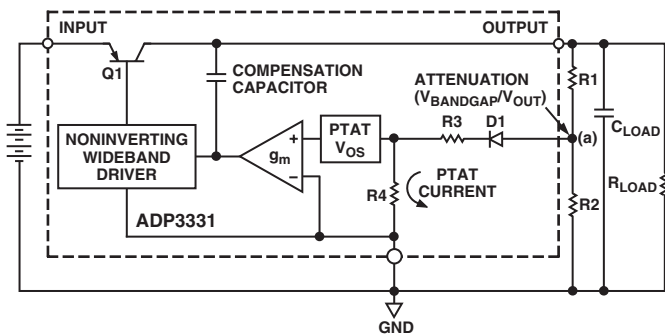 INPUT
OUTPUT
Q1
COMPENSATION
CAPACITOR
ATTENUATION
(VBANDGAP/VOUT)
R1
NONINVERTING
WIDEBAND
DRIVER
gm
+
−
PTAT
VOS
R3
D1
(a)
CLOAD
RLOAD
R4
PTAT
CURRENT
R2
ADP3331
GND